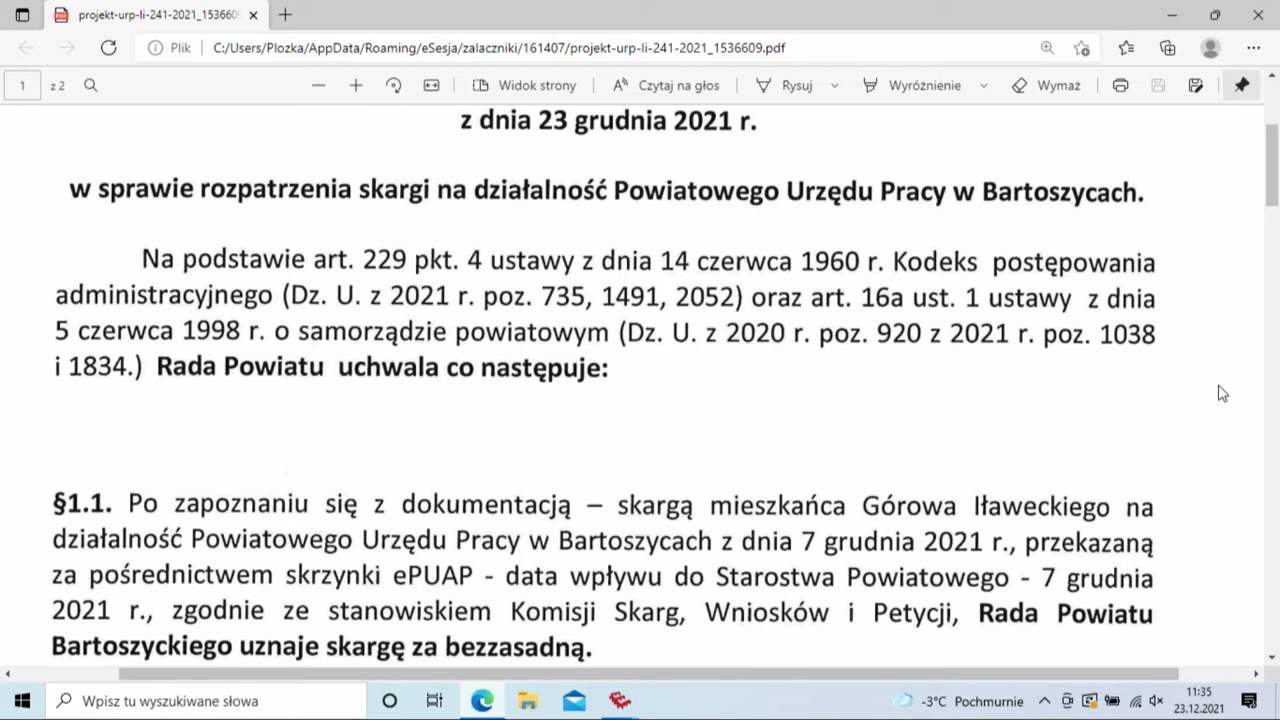 projekt-urp-li-241-2021_153660
Plik
C:/Users/Plozka/AppData/Roaming/eSesja/zalaczniki/161407/projekt-urp-li-241-2021_1536609.pdf
1 z 2 Widok strony Czytaj na głos Rysuj Wyróżnienie Wymaż
z dnia 23 grudnia 2021 r.
w sprawie rozpatrzenia skargi na działalność Powiatowego Urzędu Pracy w Bartoszycach.
Na podstawie art. 229 pkt. 4 ustawy z dnia 14 czerwca 1960 r. Kodeks postępowania
administracyjnego (Dz. U. z 2021 r. poz. 735, 1491, 2052) oraz art. 16a ust. 1 ustawy z dnia
5 czerwca 1998 r. o samorządzie powiatowym (Dz. U. z 2020 r. poz. 920 z 2021 r. poz. 1038
i 1834.) Rada Powiatu uchwala co następuje:
§1.1. Po zapoznaniu się z dokumentacją – skargą mieszkańca Górowa Iławeckiego na
działalność Powiatowego Urzędu Pracy w Bartoszycach z dnia 7 grudnia 2021 r., przekazaną
za pośrednictwem skrzynki ePUAP - data wpływu do Starostwa Powiatowego - 7 grudnia
2021 r., zgodnie ze stanowiskiem Komisji Skarg, Wniosków i Petycji, Rada Powiatu
Bartoszyckiego uznaje skargę za bezzasadną.
Wpisz tu wyszukiwane słowa
-3°C Pochmurnie
11:35
23.12.2021